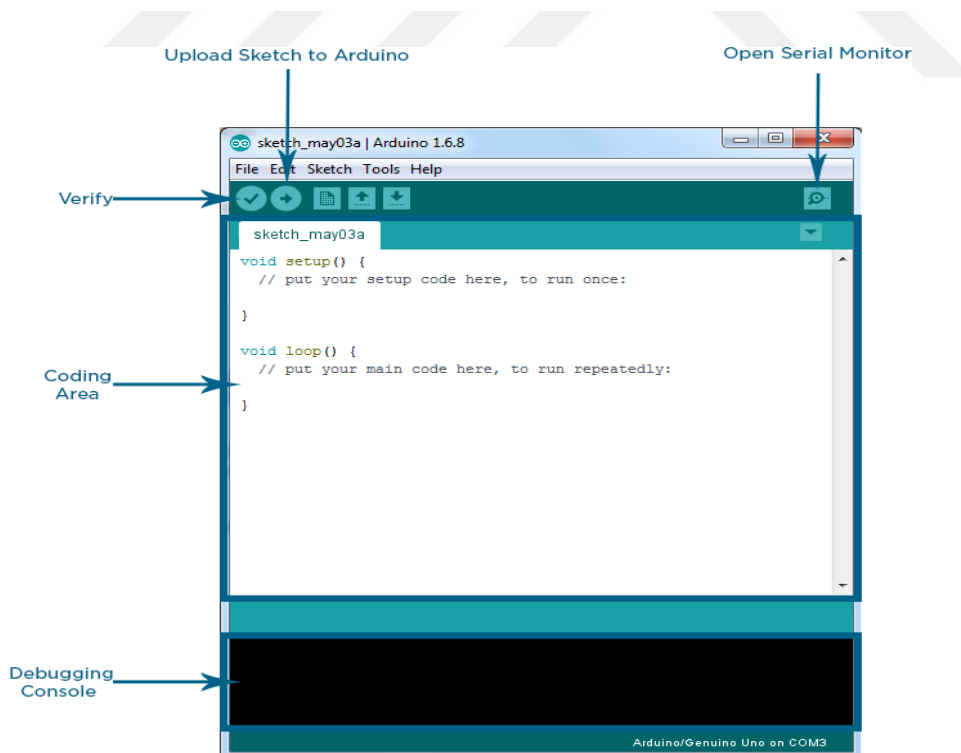 Upload Sketch to Arduino
Open Serial Monitor
sketch_may03a | Arduino 1.6.8
File Edit Sketch Tools Help
Verify
sketch_may03a
void setup() {
// put your setup code here, to run once:
}
void loop() {
// put your main code here, to run repeatedly:
}
Coding
Area
Debugging
Console
Arduino/Genuino Uno on COM3